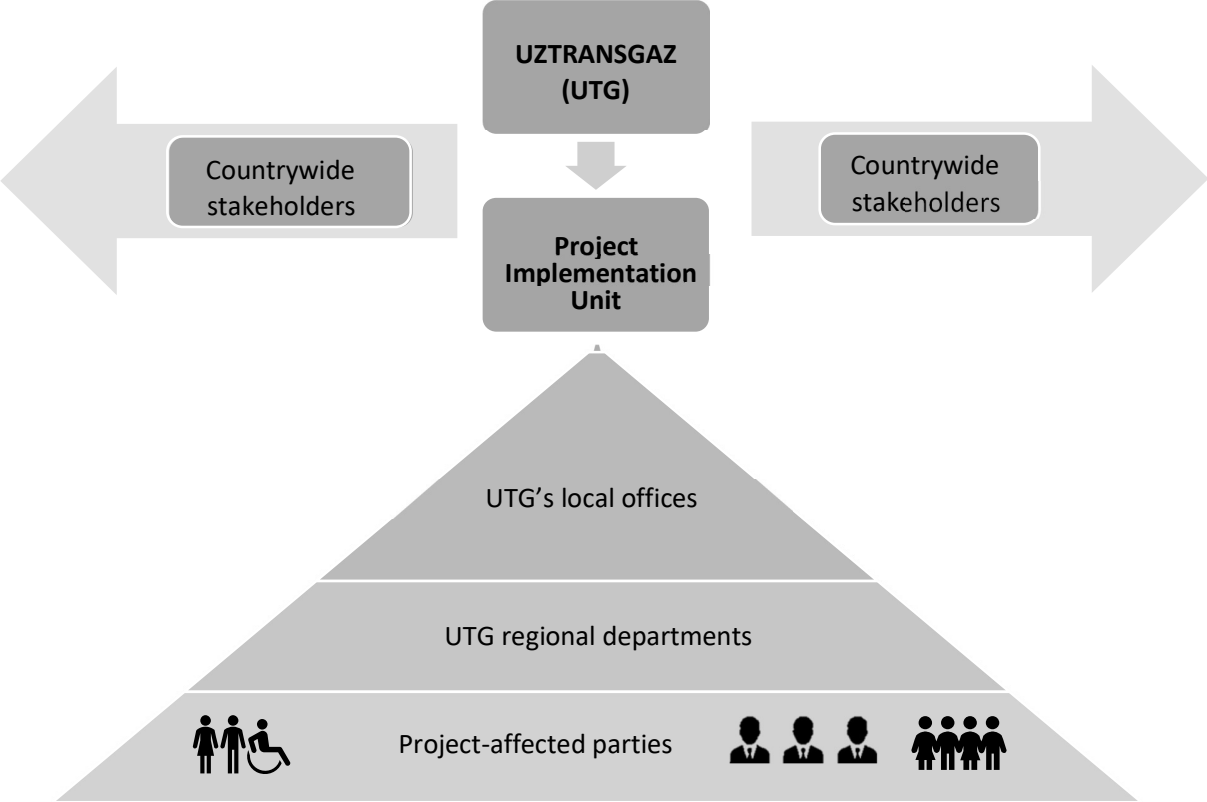 UZTRANSGAZ
(UTG)
Countrywide
stakeholders
Countrywide
stakeholders
Project
Implementation
Unit
UTG’s local offices
UTG regional departments
Project-affected parties